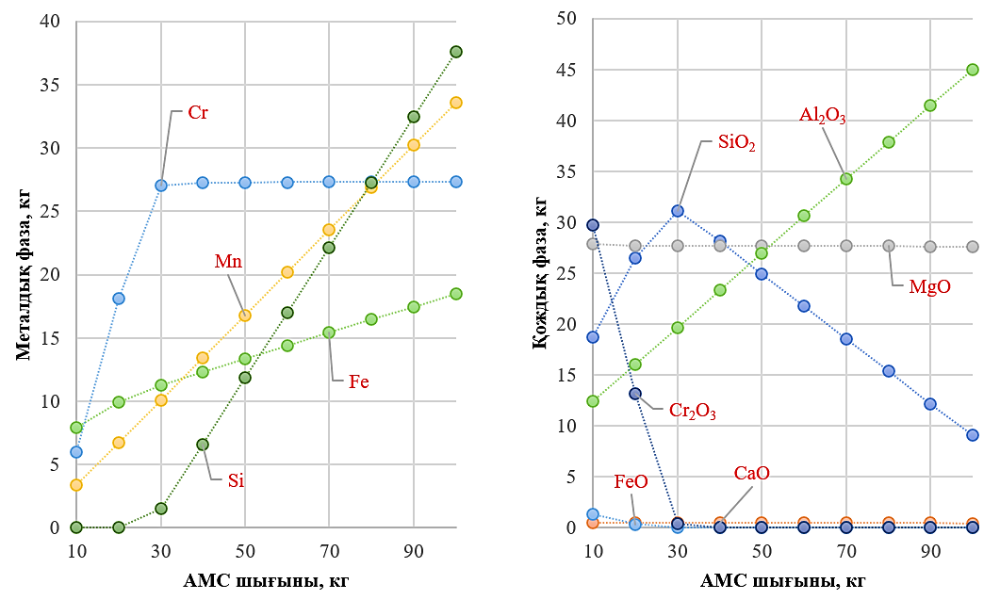 40
35
30
25
20
15
10
5
0
Металдық фаза, кг
Cr
Mn
Fe
Si
10 30 50 70 90
АМС шығыны, кг
50
45
40
35
30
25
20
15
10
5
0
Қождық фаза, кг
Al₂O₃
SiO₂
MgO
Cr₂O₃
CaO
FeO
10 30 50 70 90
АМС шығыны, кг